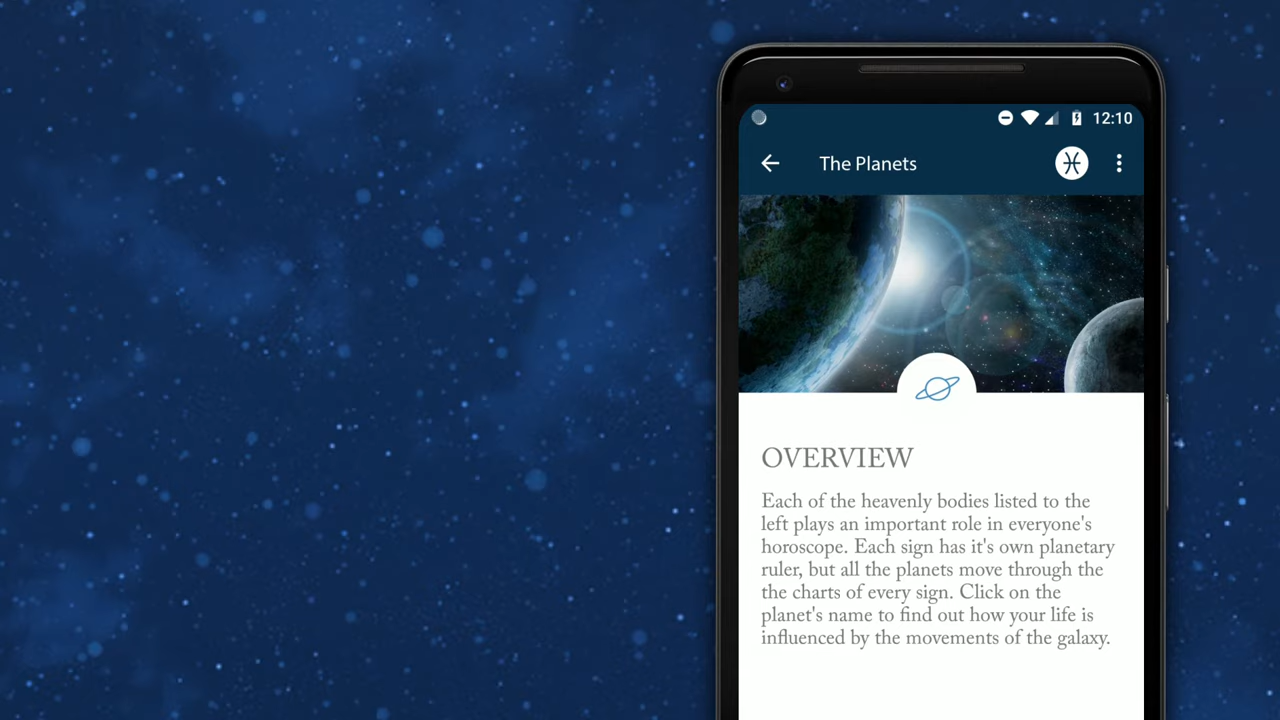 12:10
The Planets
OVERVIEW
Each of the heavenly bodies listed to the
left plays an important role in everyone's
horoscope. Each sign has it's own planetary
ruler, but all the planets move through the
the charts of every sign. Click on the
planet's name to find out how your life is
influenced by the movements of the galaxy.